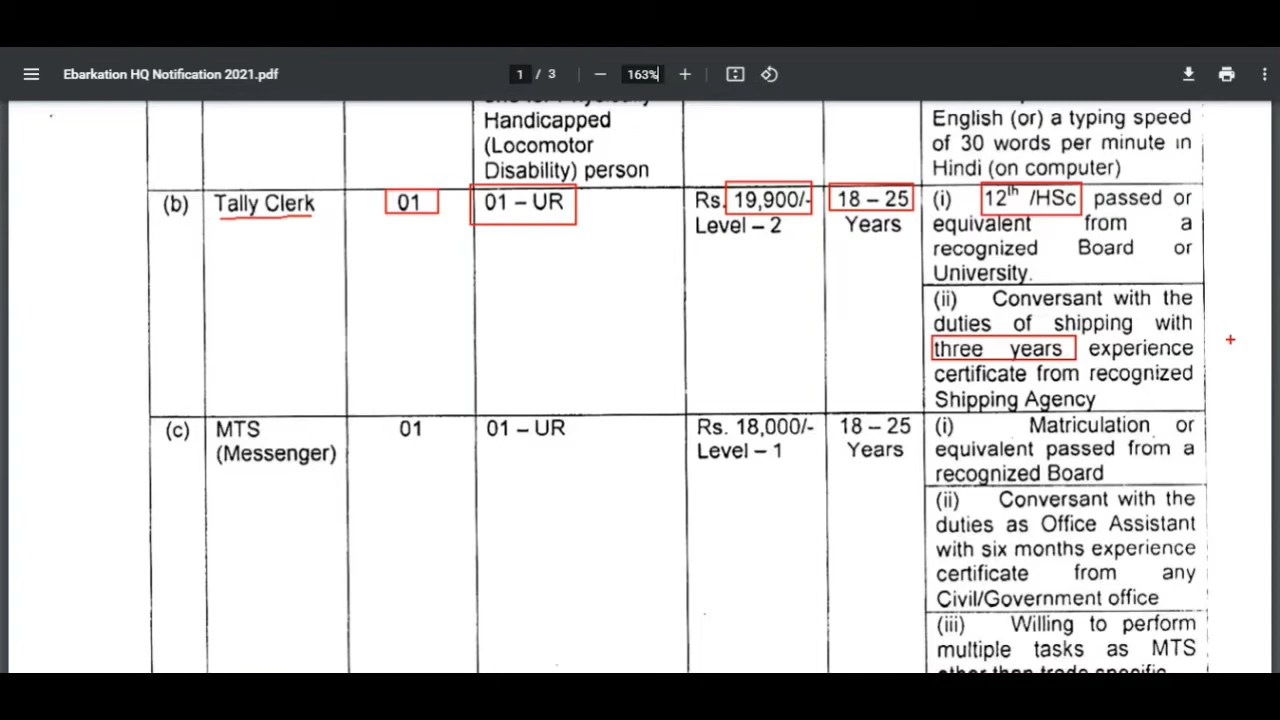 Ebarkation HQ Notification 2021.pdf
1 / 3
163%
Handicapped
(Locomotor
Disability) person
English (or) a typing speed
of 30 words per minute in
Hindi (on computer)
(b) Tally Clerk 01 01 – UR Rs. 19,900/-
Level – 2
18 – 25
Years
(i) 12th /HSc passed or
equivalent from a
recognized Board or
University.
(ii) Conversant with the
duties of shipping with
three years experience
certificate from recognized
Shipping Agency
(c) MTS
(Messenger)
01 01 – UR Rs. 18,000/-
Level – 1
18 – 25
Years
(i) Matriculation or
equivalent passed from a
recognized Board
(ii) Conversant with the
duties as Office Assistant
with six months experience
certificate from any
Civil/Government office
(iii) Willing to perform
multiple tasks as MTS
other than trade specific